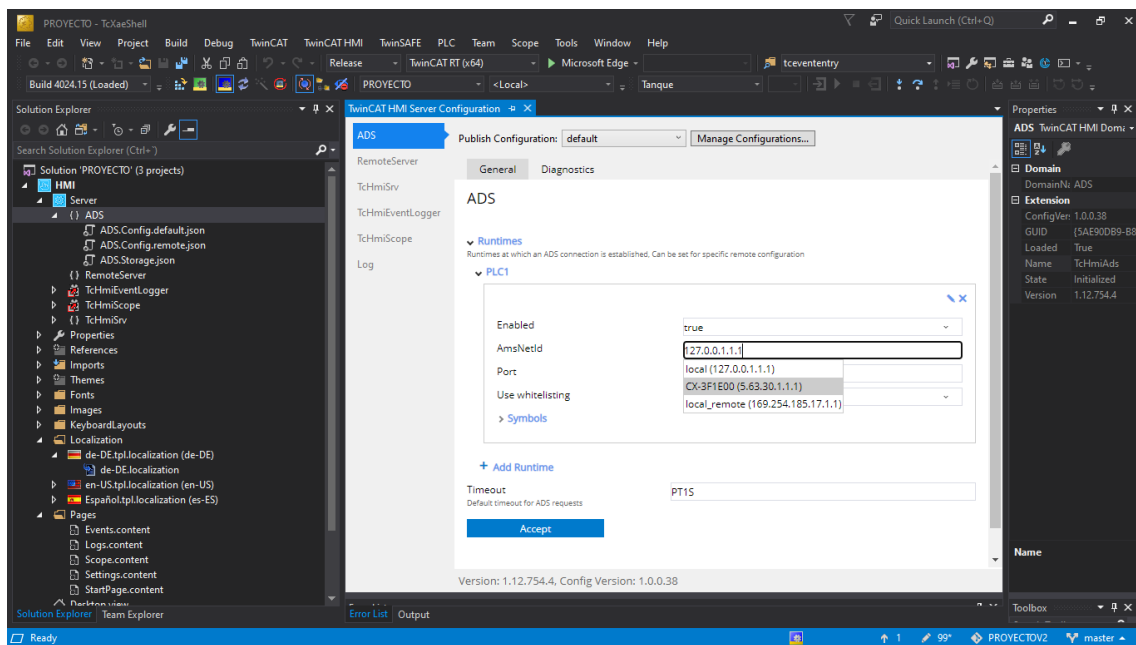 PROYECTO - TcXaeShell
Quick Launch (Ctrl+Q)
File Edit View Project Build Debug TwinCAT TwinCAT HMI TwinSAFE PLC Team Scope Tools Window Help
Release TwinCAT RT (x64) Microsoft Edge tcevententry
Build 4024.15 (Loaded) PROYECTO <Local> Tanque
Solution Explorer
Search Solution Explorer (Ctrl+¨)
Solution 'PROYECTO' (3 projects)
HMI
Server
{} ADS
ADS.Config.default.json
ADS.Config.remote.json
ADS.Storage.json
{} RemoteServer
TcHmiEventLogger
TcHmiScope
{} TcHmiSrv
Properties
References
Imports
Themes
Fonts
Images
KeyboardLayouts
Localization
de-DE.tpl.localization (de-DE)
de-DE.localization
en-US.tpl.localization (en-US)
Español.tpl.localization (es-ES)
Pages
Events.content
Logs.content
Scope.content
Settings.content
StartPage.content
Desktop.view
Solution Explorer Team Explorer
TwinCAT HMI Server Configuration
ADS
RemoteServer
TcHmiSrv
TcHmiEventLogger
TcHmiScope
Log
Publish Configuration: default Manage Configurations...
General Diagnostics
ADS
Runtimes
Runtimes at which an ADS connection is established, Can be set for specific remote configuration
PLC1
Enabled true
AmsNetId 127.0.0.1.1.1
local (127.0.0.1.1.1)
CX-3F1E00 (5.63.30.1.1.1)
local_remote (169.254.185.17.1.1)
Port
Use whitelisting
Symbols
+ Add Runtime
Timeout PT1S
Default timeout for ADS requests
Accept
Version: 1.12.754.4, Config Version: 1.0.0.38
Error List Output
Properties
ADS TwinCAT HMI Doma
Domain
DomainNa ADS
Extension
ConfigVer 1.0.0.38
GUID {5AE90DB9-B8
Loaded True
Name TcHmiAds
State Initialized
Version 1.12.754.4
Name
Toolbox
Ready
1 99* PROYECTOV2 master